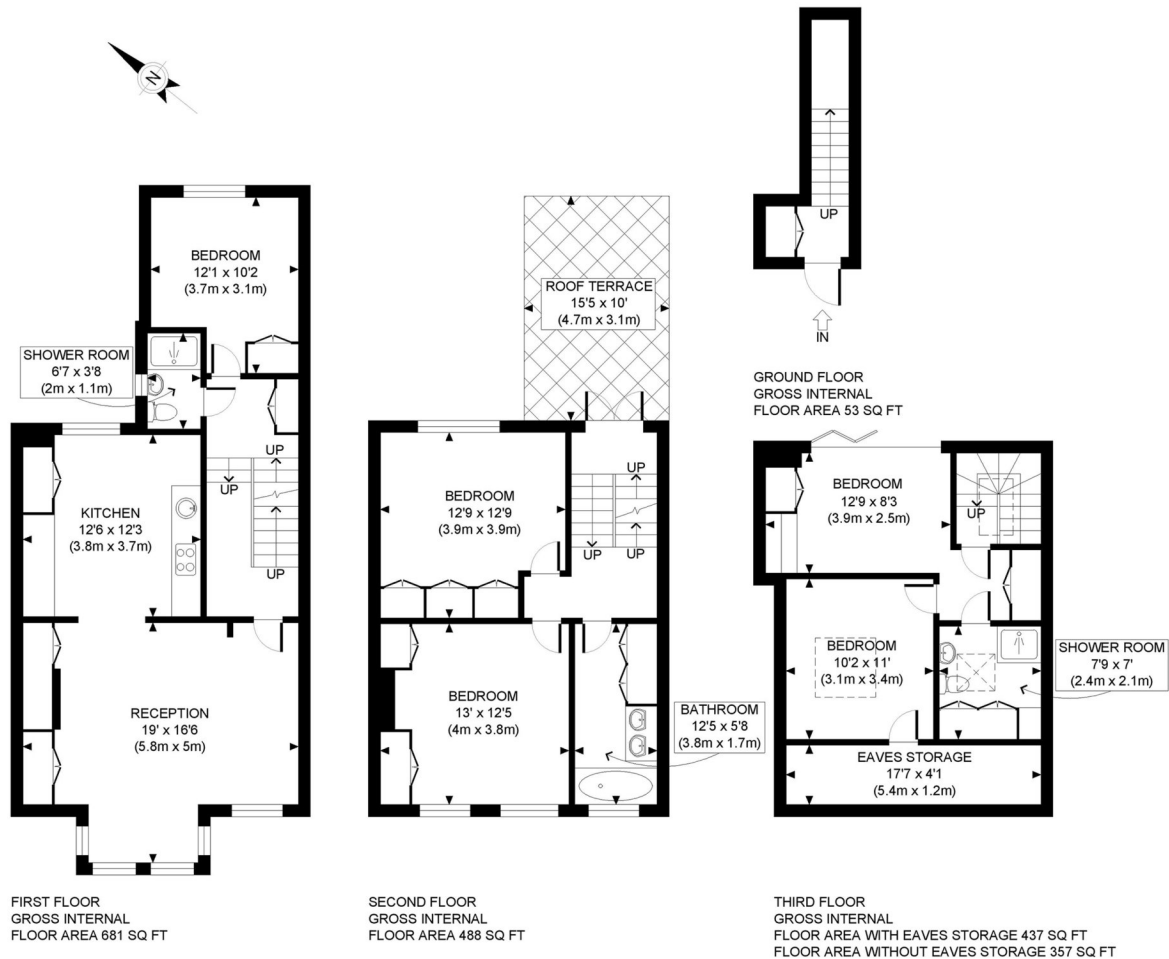 N
BEDROOM
12'1 x 10'2
(3.7m x 3.1m)
SHOWER ROOM
6'7 x 3'8
(2m x 1.1m)
UP
UP
UP
KITCHEN
12'6 x 12'3
(3.8m x 3.7m)
RECEPTION
19' x 16'6
(5.8m x 5m)
FIRST FLOOR
GROSS INTERNAL
FLOOR AREA 681 SQ FT
ROOF TERRACE
15'5 x 10'
(4.7m x 3.1m)
BEDROOM
12'9 x 12'9
(3.9m x 3.9m)
UP
UP
UP
BEDROOM
13' x 12'5
(4m x 3.8m)
BATHROOM
12'5 x 5'8
(3.8m x 1.7m)
SECOND FLOOR
GROSS INTERNAL
FLOOR AREA 488 SQ FT
UP
IN
GROUND FLOOR
GROSS INTERNAL
FLOOR AREA 53 SQ FT
BEDROOM
12'9 x 8'3
(3.9m x 2.5m)
UP
BEDROOM
10'2 x 11'
(3.1m x 3.4m)
SHOWER ROOM
7'9 x 7'
(2.4m x 2.1m)
EAVES STORAGE
17'7 x 4'1
(5.4m x 1.2m)
THIRD FLOOR
GROSS INTERNAL
FLOOR AREA WITH EAVES STORAGE 437 SQ FT
FLOOR AREA WITHOUT EAVES STORAGE 357 SQ FT